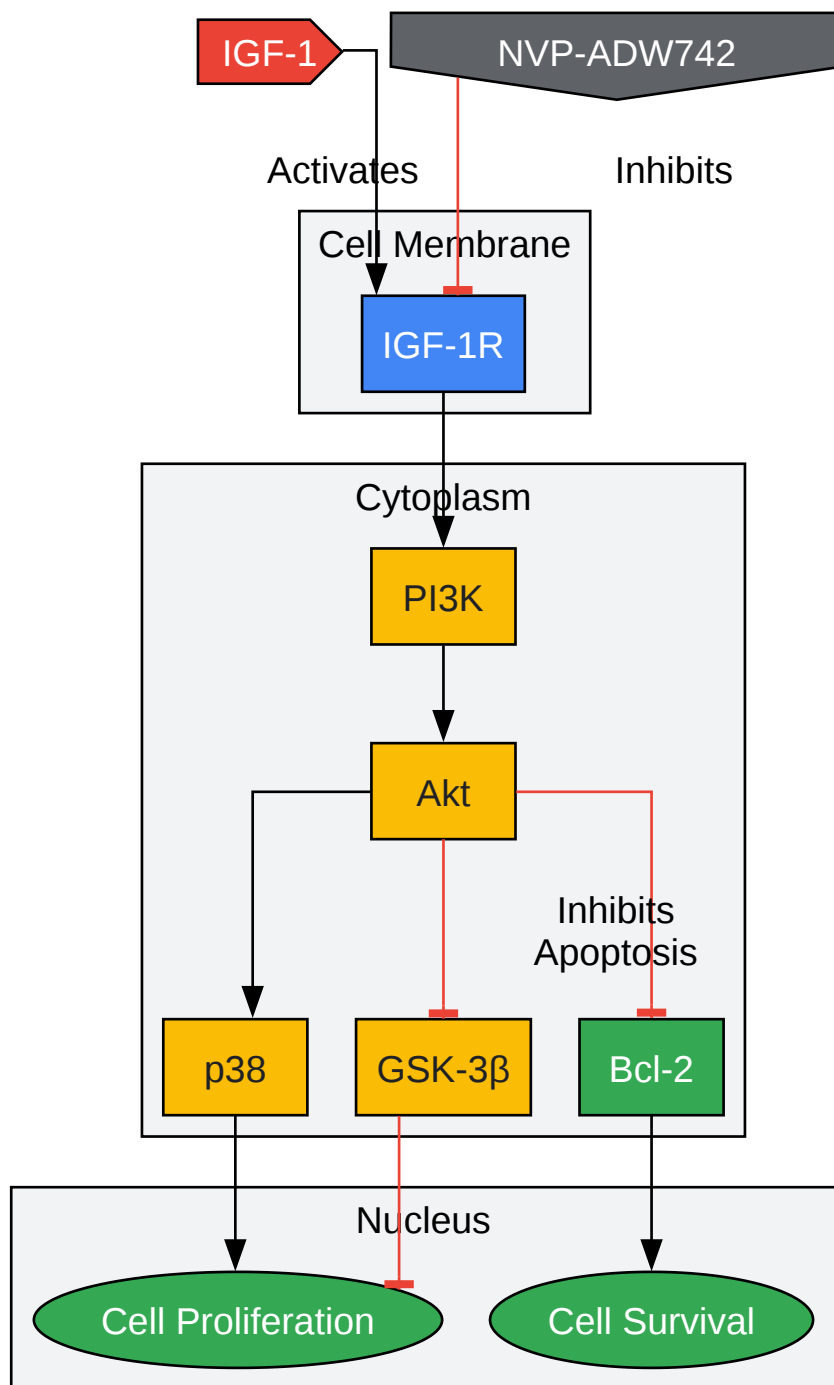 IGF-1
NVP-ADW742
Activates
Inhibits
Cell Membrane
IGF-1R
Cytoplasm
PI3K
Akt
Inhibits
Apoptosis
p38
GSK-3β
Bcl-2
Nucleus
Cell Proliferation
Cell Survival